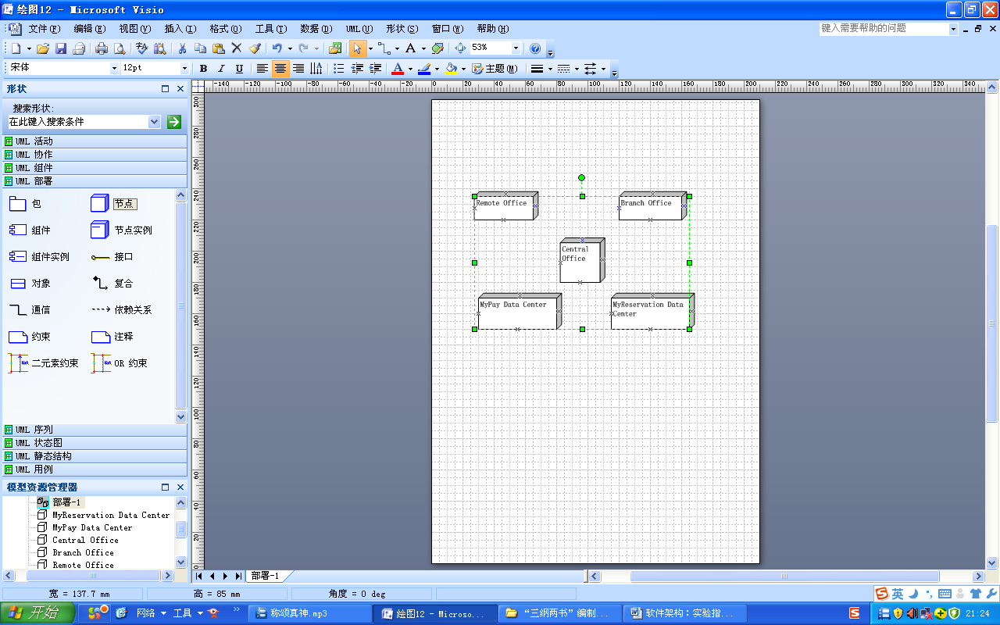 绘图12 - Microsoft Visio
文件(F) 编辑(E) 视图(V) 插入(I) 格式(O) 工具(T) 数据(D) UML(U) 形状(S) 窗口(W) 帮助(H) 键入需要帮助的问题
53%
宋体 12pt B I U A 主题(M)
形状
搜索形状:
在此键入搜索条件
UML 活动
UML 协作
UML 组件
UML 部署
包 节点
组件 节点实例
组件实例 接口
对象 复合
通信 依赖关系
约束 注释
二元素约束 OR 约束
UML 序列
UML 状态图
UML 静态结构
UML 用例
模型资源管理器
部署-1
MyReservation Data Center
MyPay Data Center
Central Office
Branch Office
Remote Office
-140 -120 -100 -80 -60 -40 -20 0 20 40 60 80 100 120 140 160 180 200 220 240 260 280 300 320 340
300
280
260
240
220
200
180
160
140
120
100
80
60
40
20
0
Remote Office
Branch Office
Central
Office
MyPay Data Center
MyReservation Data
Center
部署-1
宽 = 137.7 mm 高 = 85 mm 角度 = 0 deg
英
开始 网络 工具 称颂真神.mp3 绘图12 - Microso... “三纲两书”编制... 软件架构：实验指... 21:24